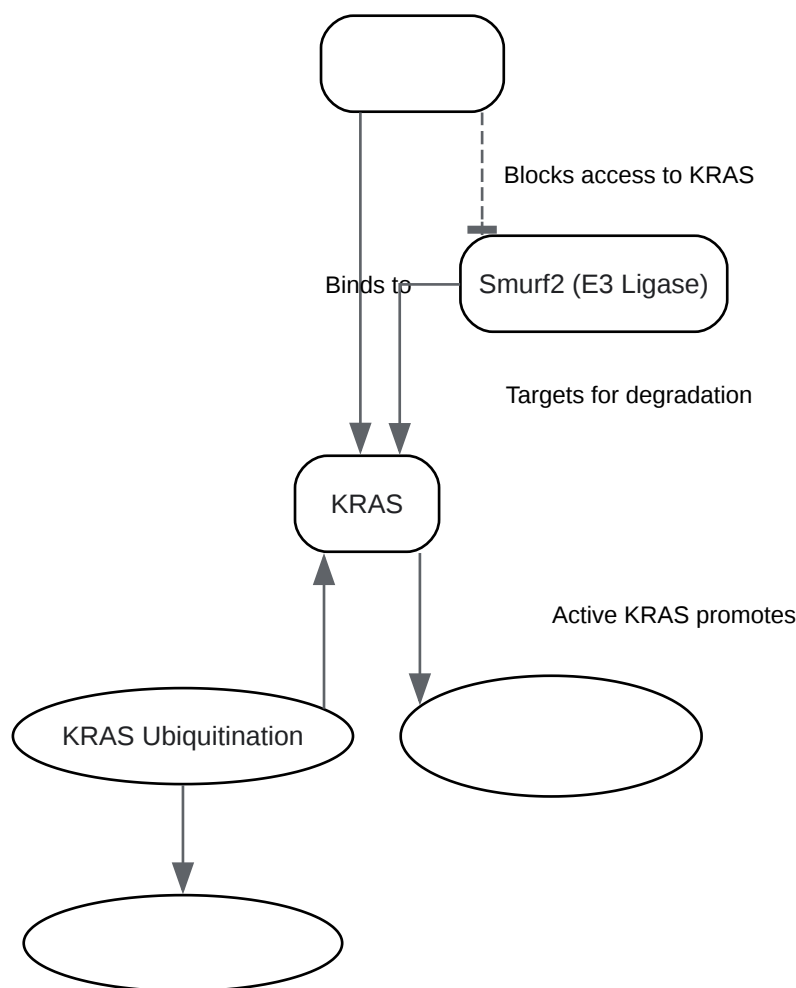 Blocks access to KRAS
Binds to
Smurf2 (E3 Ligase)
Targets for degradation
KRAS
Active KRAS promotes
KRAS Ubiquitination